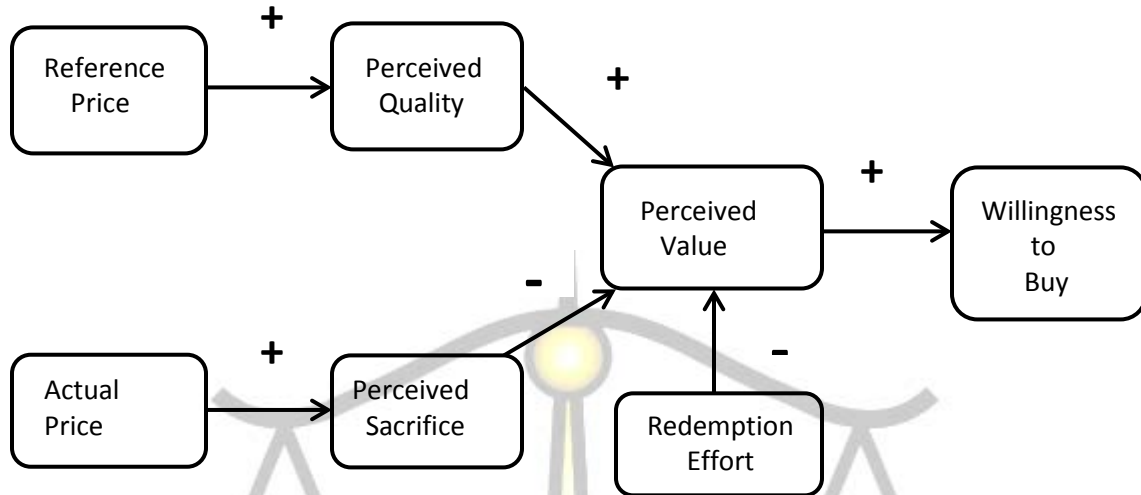 +
Reference
Price
Perceived
Quality
+
Perceived
Value
+
Willingness
to
Buy
-
+
Actual
Price
Perceived
Sacrifice
-
Redemption
Effort